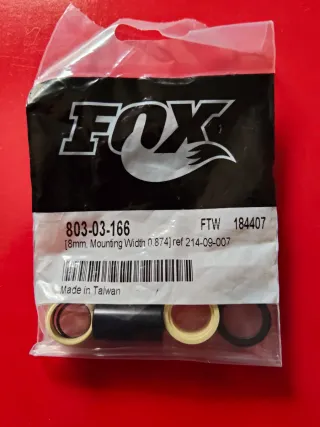 FOX
803-03-166 FTW 184407
[8mm, Mounting Width 0.874] ref 214-09-007
Made in Taiwan